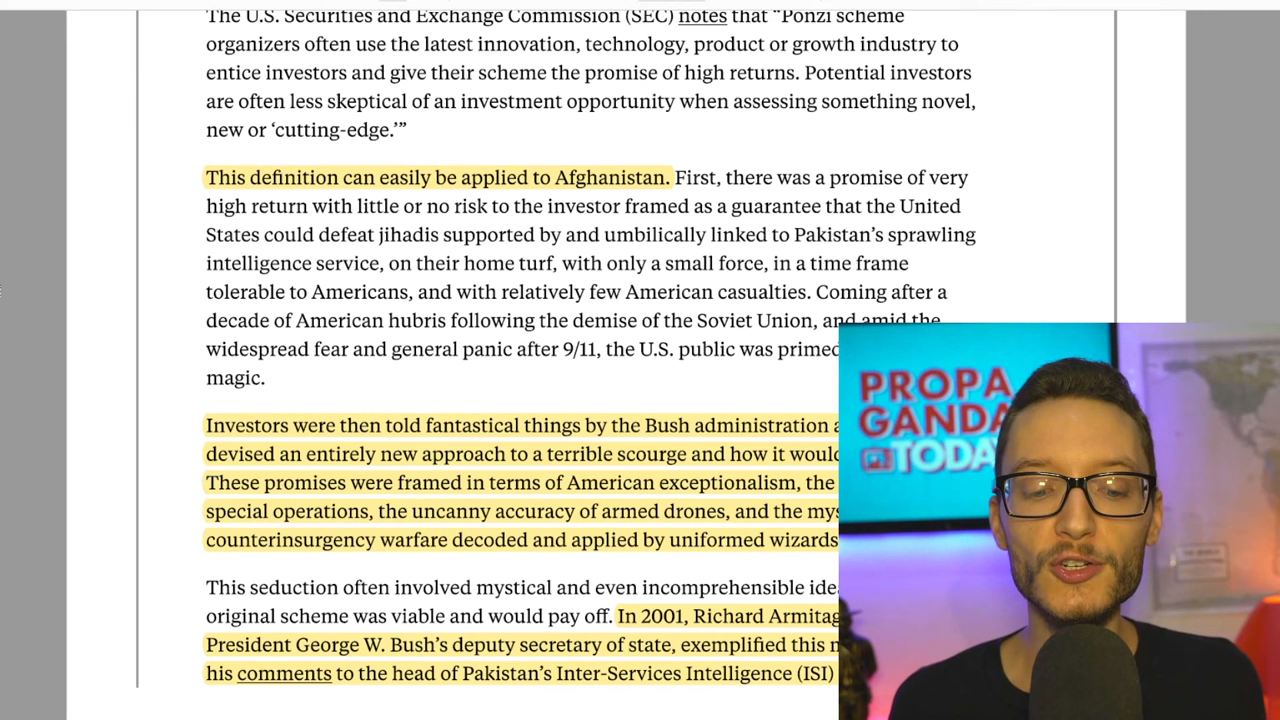 The U.S. Securities and Exchange Commission (SEC) notes that “Ponzi scheme
organizers often use the latest innovation, technology, product or growth industry to
entice investors and give their scheme the promise of high returns. Potential investors
are often less skeptical of an investment opportunity when assessing something novel,
new or ‘cutting-edge.’”
This definition can easily be applied to Afghanistan. First, there was a promise of very
high return with little or no risk to the investor framed as a guarantee that the United
States could defeat jihadis supported by and umbilically linked to Pakistan’s sprawling
intelligence service, on their home turf, with only a small force, in a time frame
tolerable to Americans, and with relatively few American casualties. Coming after a
decade of American hubris following the demise of the Soviet Union, and amid the
widespread fear and general panic after 9/11, the U.S. public was primed
magic.
Investors were then told fantastical things by the Bush administration
devised an entirely new approach to a terrible scourge and how it
These promises were framed in terms of American exceptionalism, the
special operations, the uncanny accuracy of armed drones, and the
counterinsurgency warfare decoded and applied by uniformed wizards
This seduction often involved mystical and even incomprehensible
original scheme was viable and would pay off. In 2001, Richard
President George W. Bush’s deputy secretary of state, exemplified this
his comments to the head of Pakistan’s Inter-Services Intelligence (ISI)
PROPA
GANDA
TODA